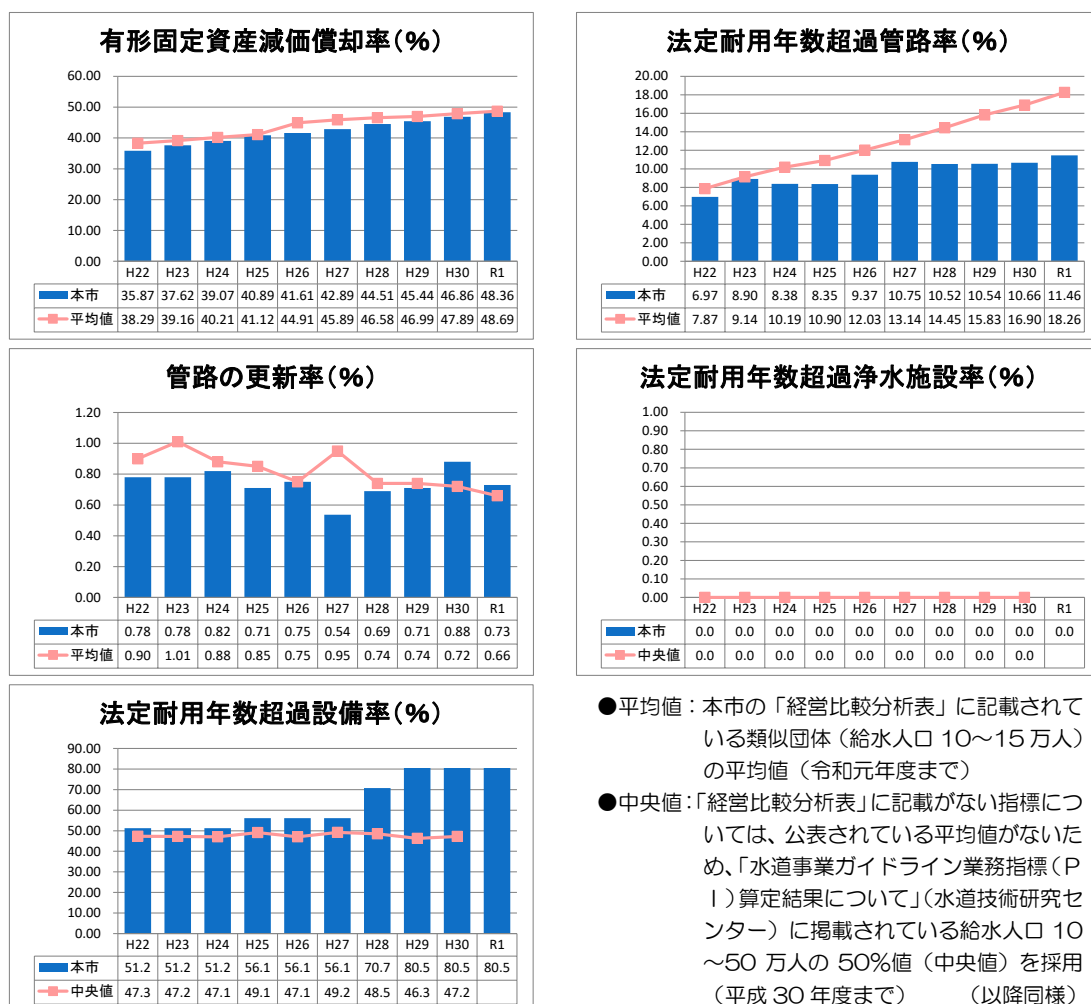 有形固定資産減価償却率(%)
60.00
50.00
40.00
30.00
20.00
10.00
0.00
H22 H23 H24 H25 H26 H27 H28 H29 H30 R1
本市 35.87 37.62 39.07 40.89 41.61 42.89 44.51 45.44 46.86 48.36
平均値 38.29 39.16 40.21 41.12 44.91 45.89 46.58 46.99 47.89 48.69
法定耐用年数超過管路率(%)
20.00
18.00
16.00
14.00
12.00
10.00
8.00
6.00
4.00
2.00
0.00
H22 H23 H24 H25 H26 H27 H28 H29 H30 R1
本市 6.97 8.90 8.38 8.35 9.37 10.75 10.52 10.54 10.66 11.46
平均値 7.87 9.14 10.19 10.90 12.03 13.14 14.45 15.83 16.90 18.26
管路の更新率(%)
1.20
1.00
0.80
0.60
0.40
0.20
0.00
H22 H23 H24 H25 H26 H27 H28 H29 H30 R1
本市 0.78 0.78 0.82 0.71 0.75 0.54 0.69 0.71 0.88 0.73
平均値 0.90 1.01 0.88 0.85 0.75 0.95 0.74 0.74 0.72 0.66
法定耐用年数超過浄水施設率(%)
1.00
0.90
0.80
0.70
0.60
0.50
0.40
0.30
0.20
0.10
0.00
H22 H23 H24 H25 H26 H27 H28 H29 H30 R1
本市 0.0 0.0 0.0 0.0 0.0 0.0 0.0 0.0 0.0 0.0
中央値 0.0 0.0 0.0 0.0 0.0 0.0 0.0 0.0 0.0
法定耐用年数超過設備率(%)
90.00
80.00
70.00
60.00
50.00
40.00
30.00
20.00
10.00
0.00
H22 H23 H24 H25 H26 H27 H28 H29 H30 R1
本市 51.2 51.2 51.2 56.1 56.1 56.1 70.7 80.5 80.5 80.5
中央値 47.3 47.2 47.1 49.1 47.1 49.2 48.5 46.3 47.2
●平均値：本市の「経営比較分析表」に記載されて
いる類似団体（給水人口 10～15 万人）
の平均値（令和元年度まで）
●中央値：「経営比較分析表」に記載がない指標につ
いては、公表されている平均値がないた
め、「水道事業ガイドライン業務指標（P
I）算定結果について」（水道技術研究セ
ンター）に掲載されている給水人口 10
～50 万人の 50%値（中央値）を採用
（平成 30 年度まで） （以降同様）